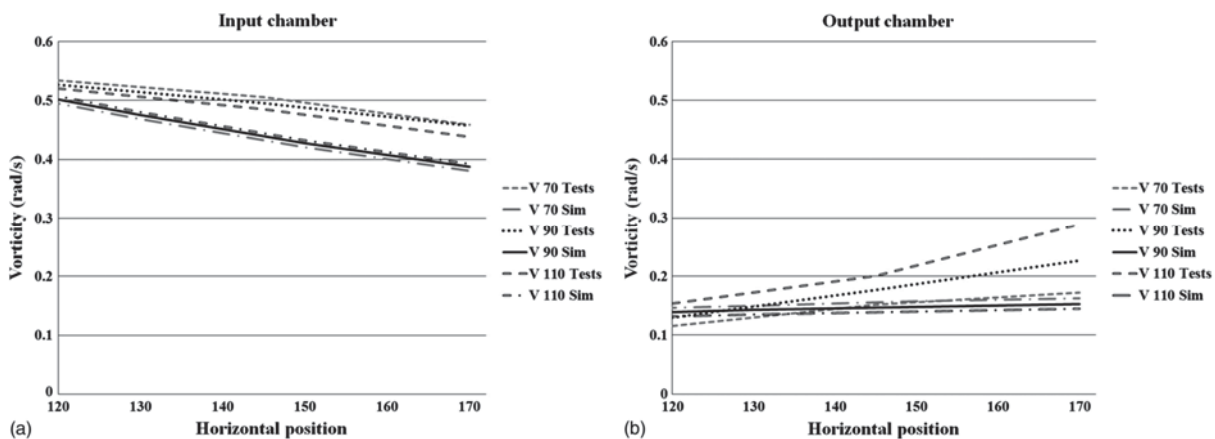 Input chamber
0.6
0.5
0.4
0.3
0.2
0.1
0
Vorticity (rad/s)
120 130 140 150 160 170
Horizontal position
V 70 Tests
V 70 Sim
V 90 Tests
V 90 Sim
V 110 Tests
V 110 Sim
(a)
Output chamber
0.6
0.5
0.4
0.3
0.2
0.1
0
Vorticity (rad/s)
120 130 140 150 160 170
Horizontal position
V 70 Tests
V 70 Sim
V 90 Tests
V 90 Sim
V 110 Tests
V 110 Sim
(b)